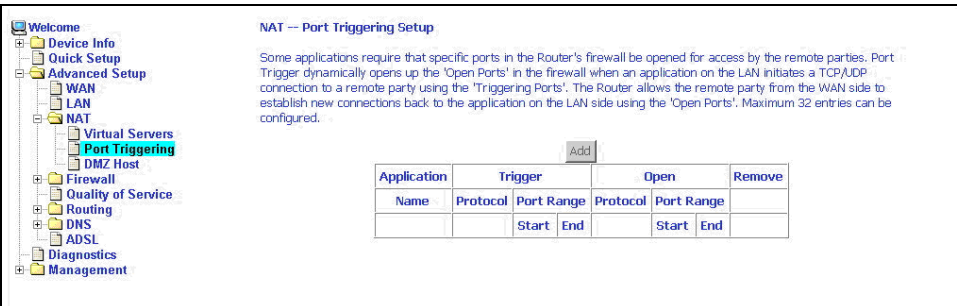 Welcome
Device Info
Quick Setup
Advanced Setup
WAN
LAN
NAT
Virtual Servers
Port Triggering
DMZ Host
Firewall
Quality of Service
Routing
DNS
ADSL
Diagnostics
Management
NAT -- Port Triggering Setup
Some applications require that specific ports in the Router's firewall be opened for access by the remote parties. Port
Trigger dynamically opens up the 'Open Ports' in the firewall when an application on the LAN initiates a TCP/UDP
connection to a remote party using the 'Triggering Ports'. The Router allows the remote party from the WAN side to
establish new connections back to the application on the LAN side using the 'Open Ports'. Maximum 32 entries can be
configured.
Add
Application Trigger Open Remove
Name Protocol Port Range Protocol Port Range
Start End Start End